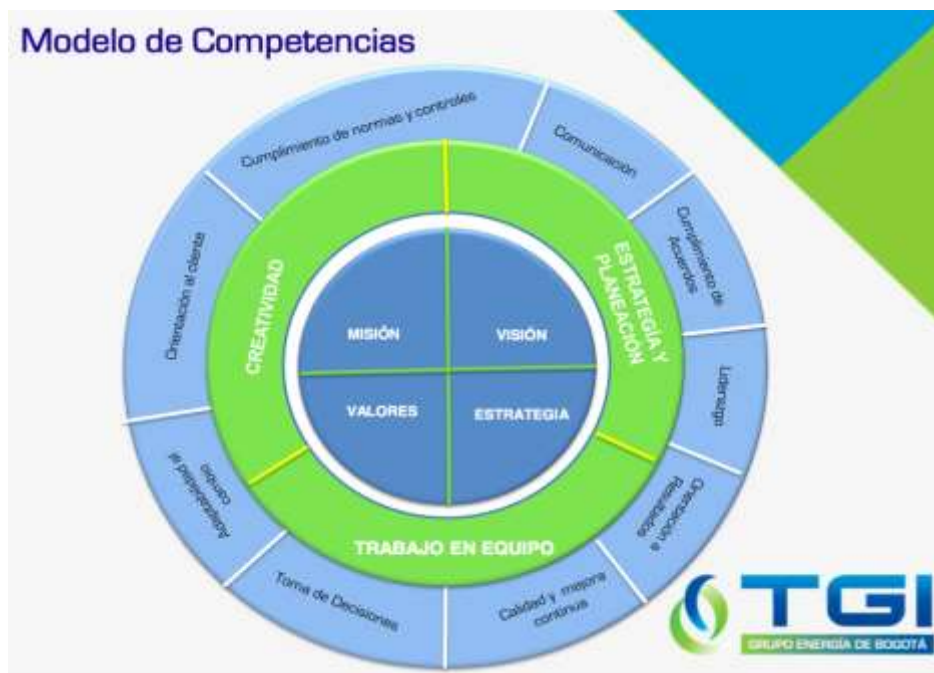 Modelo de Competencias
Cumplimiento de normas y controles
Comunicación
Cumplimiento de
Acuerdos
Liderazgo
Orientación a
Resultados
Calidad y mejora
continua
Toma de Decisiones
Adaptabilidad al
cambio
Orientación al cliente
CREATIVIDAD
ESTRATEGÍA Y
PLANEACIÓN
TRABAJO EN EQUIPO
MISIÓN
VISIÓN
VALORES
ESTRATEGIA
TGI
GRUPO ENERGÍA DE BOGOTÁ